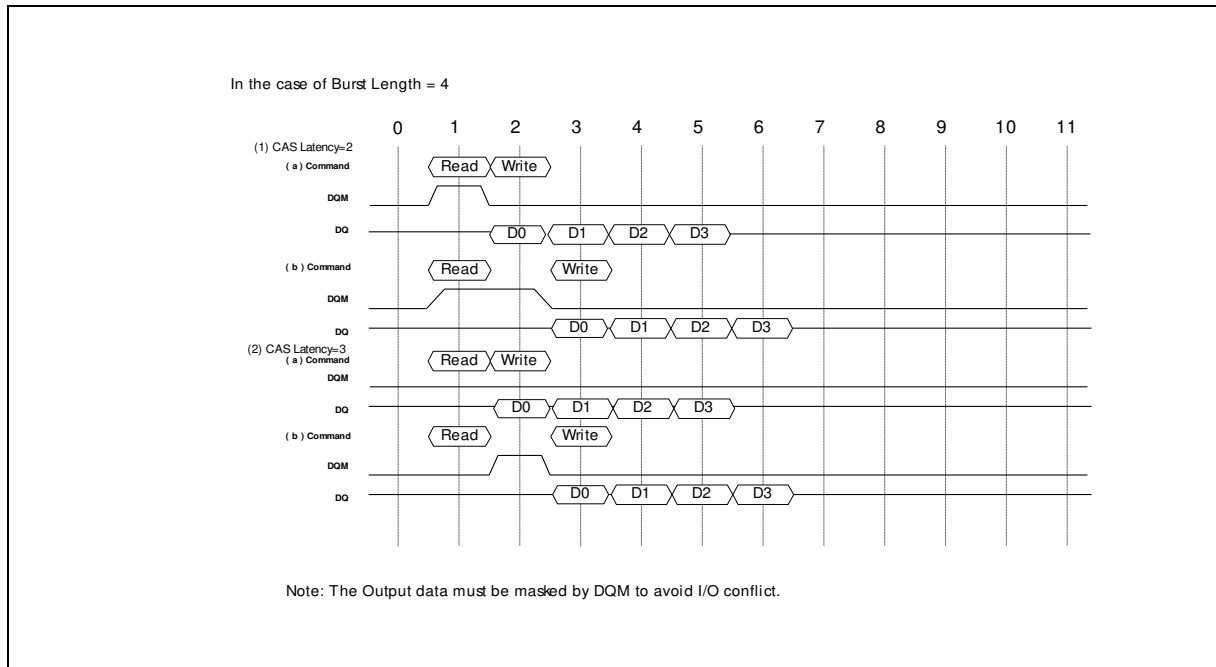 In the case of Burst Length = 4
0 1 2 3 4 5 6 7 8 9 10 11
(1) CAS Latency=2
( a ) Command Read Write
DQM
DQ D0 D1 D2 D3
( b ) Command Read Write
DQM
DQ D0 D1 D2 D3
(2) CAS Latency=3
( a ) Command Read Write
DQM
DQ D0 D1 D2 D3
( b ) Command Read Write
DQM
DQ D0 D1 D2 D3
Note: The Output data must be masked by DQM to avoid I/O conflict.